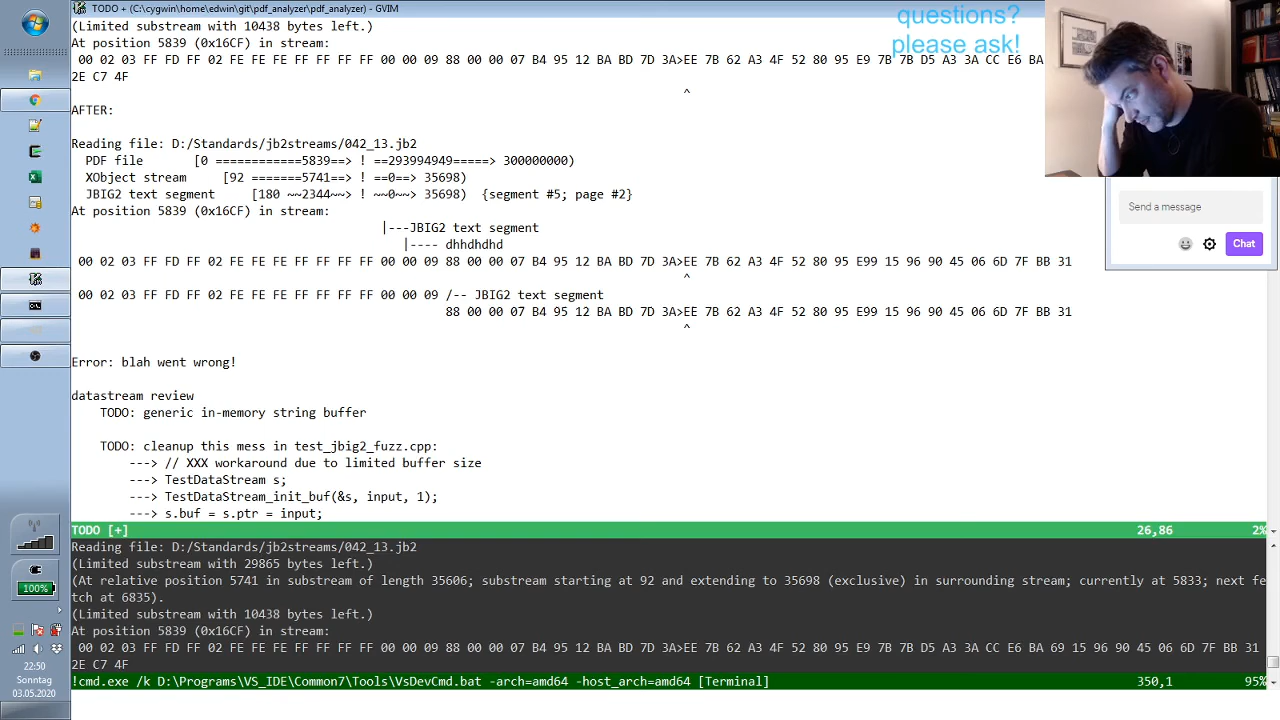 TODO + (C:\cygwin\home\edwin\git\pdf_analyzer\pdf_analyzer) - GVIM
questions?
please ask!
(Limited substream with 10438 bytes left.)
At position 5839 (0x16CF) in stream:
00 02 03 FF FD FF 02 FE FE FE FF FF FF FF 00 00 09 88 00 00 07 B4 95 12 BA BD 7D 3A>EE 7B 62 A3 4F 52 80 95 E9 7B 7B D5 A3 3A CC E6 BA
2E C7 4F
^
AFTER:
Reading file: D:/Standards/jb2streams/042_13.jb2
PDF file [0 ============5839==> ! ==293994949=====> 300000000)
XObject stream [92 =======5741==> ! ==0==> 35698)
JBIG2 text segment [180 ~~2344~~> ! ~~0~~> 35698) {segment #5; page #2}
At position 5839 (0x16CF) in stream:
|---JBIG2 text segment
|---- dhhdhdhd
00 02 03 FF FD FF 02 FE FE FE FF FF FF FF 00 00 09 88 00 00 07 B4 95 12 BA BD 7D 3A>EE 7B 62 A3 4F 52 80 95 E99 15 96 90 45 06 6D 7F BB 31
^
00 02 03 FF FD FF 02 FE FE FE FF FF FF FF 00 00 09 /-- JBIG2 text segment
88 00 00 07 B4 95 12 BA BD 7D 3A>EE 7B 62 A3 4F 52 80 95 E99 15 96 90 45 06 6D 7F BB 31
^
Error: blah went wrong!
datastream review
TODO: generic in-memory string buffer
TODO: cleanup this mess in test_jbig2_fuzz.cpp:
---> // XXX workaround due to limited buffer size
---> TestDataStream s;
---> TestDataStream_init_buf(&s, input, 1);
---> s.buf = s.ptr = input;
TODO [+] 26,86 2%
Reading file: D:/Standards/jb2streams/042_13.jb2
(Limited substream with 29865 bytes left.)
(At relative position 5741 in substream of length 35606; substream starting at 92 and extending to 35698 (exclusive) in surrounding stream; currently at 5833; next fe
tch at 6835).
(Limited substream with 10438 bytes left.)
At position 5839 (0x16CF) in stream:
00 02 03 FF FD FF 02 FE FE FE FF FF FF FF 00 00 09 88 00 00 07 B4 95 12 BA BD 7D 3A>EE 7B 62 A3 4F 52 80 95 E9 7B 7B D5 A3 3A CC E6 BA 69 15 96 90 45 06 6D 7F BB 31
2E C7 4F
!cmd.exe /k D:\Programs\VS_IDE\Common7\Tools\VsDevCmd.bat -arch=amd64 -host_arch=amd64 [Terminal] 350,1 95%
Send a message
Chat
100%
22:50
Sonntag
03.05.2020